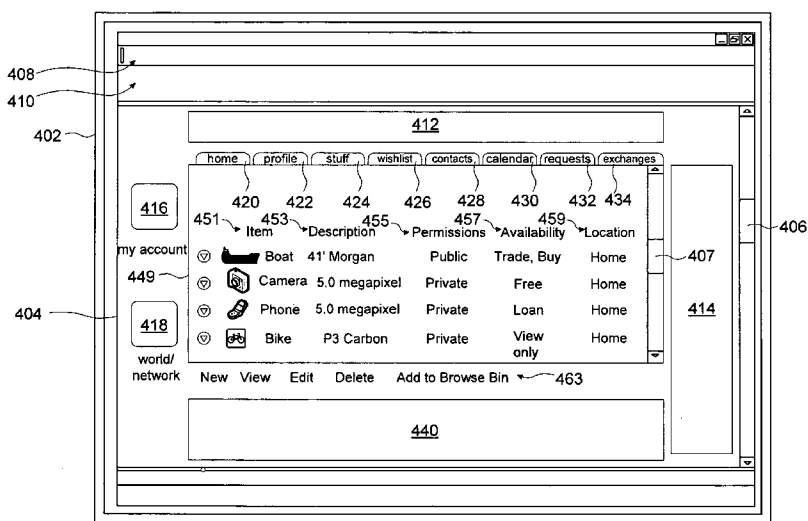 408
410
402
412
home profile stuff wishlist contacts calendar requests exchanges
420 422 424 426 428 430 432 434
416
406
my account
451 Item 453 Description 455 Permissions 457 Availability 459 Location
Boat 41' Morgan Public Trade, Buy Home
407
449
Camera 5.0 megapixel Private Free Home
414
404
Phone 5.0 megapixel Private Loan Home
418
Bike P3 Carbon Private View only Home
world/
network
New View Edit Delete Add to Browse Bin 463
440